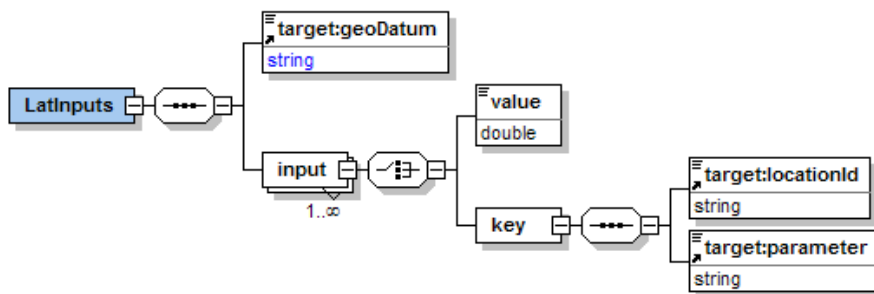 target:geoDatum
string
LatInputs
value
double
input
1..∞
target:locationId
string
key
target:parameter
string